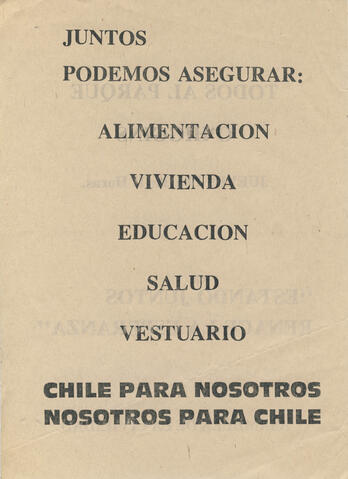 JUNTOS
PODEMOS ASEGURAR:
ALIMENTACION
VIVIENDA
EDUCACION
SALUD
VESTUARIO
CHILE PARA NOSOTROS
NOSOTROS PARA CHILE